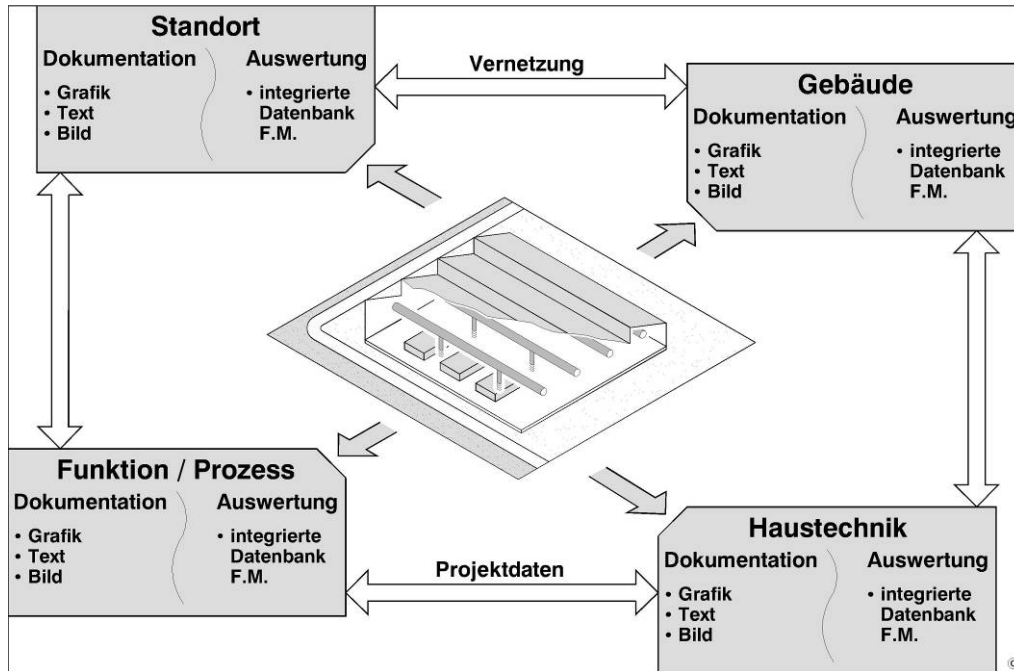 Standort
Dokumentation
• Grafik
• Text
• Bild
Auswertung
• integrierte
Datenbank
F.M.
Vernetzung
Gebäude
Dokumentation
• Grafik
• Text
• Bild
Auswertung
• integrierte
Datenbank
F.M.
Funktion / Prozess
Dokumentation
• Grafik
• Text
• Bild
Auswertung
• integrierte
Datenbank
F.M.
Projektdaten
Haustechnik
Dokumentation
• Grafik
• Text
• Bild
Auswertung
• integrierte
Datenbank
F.M.
©